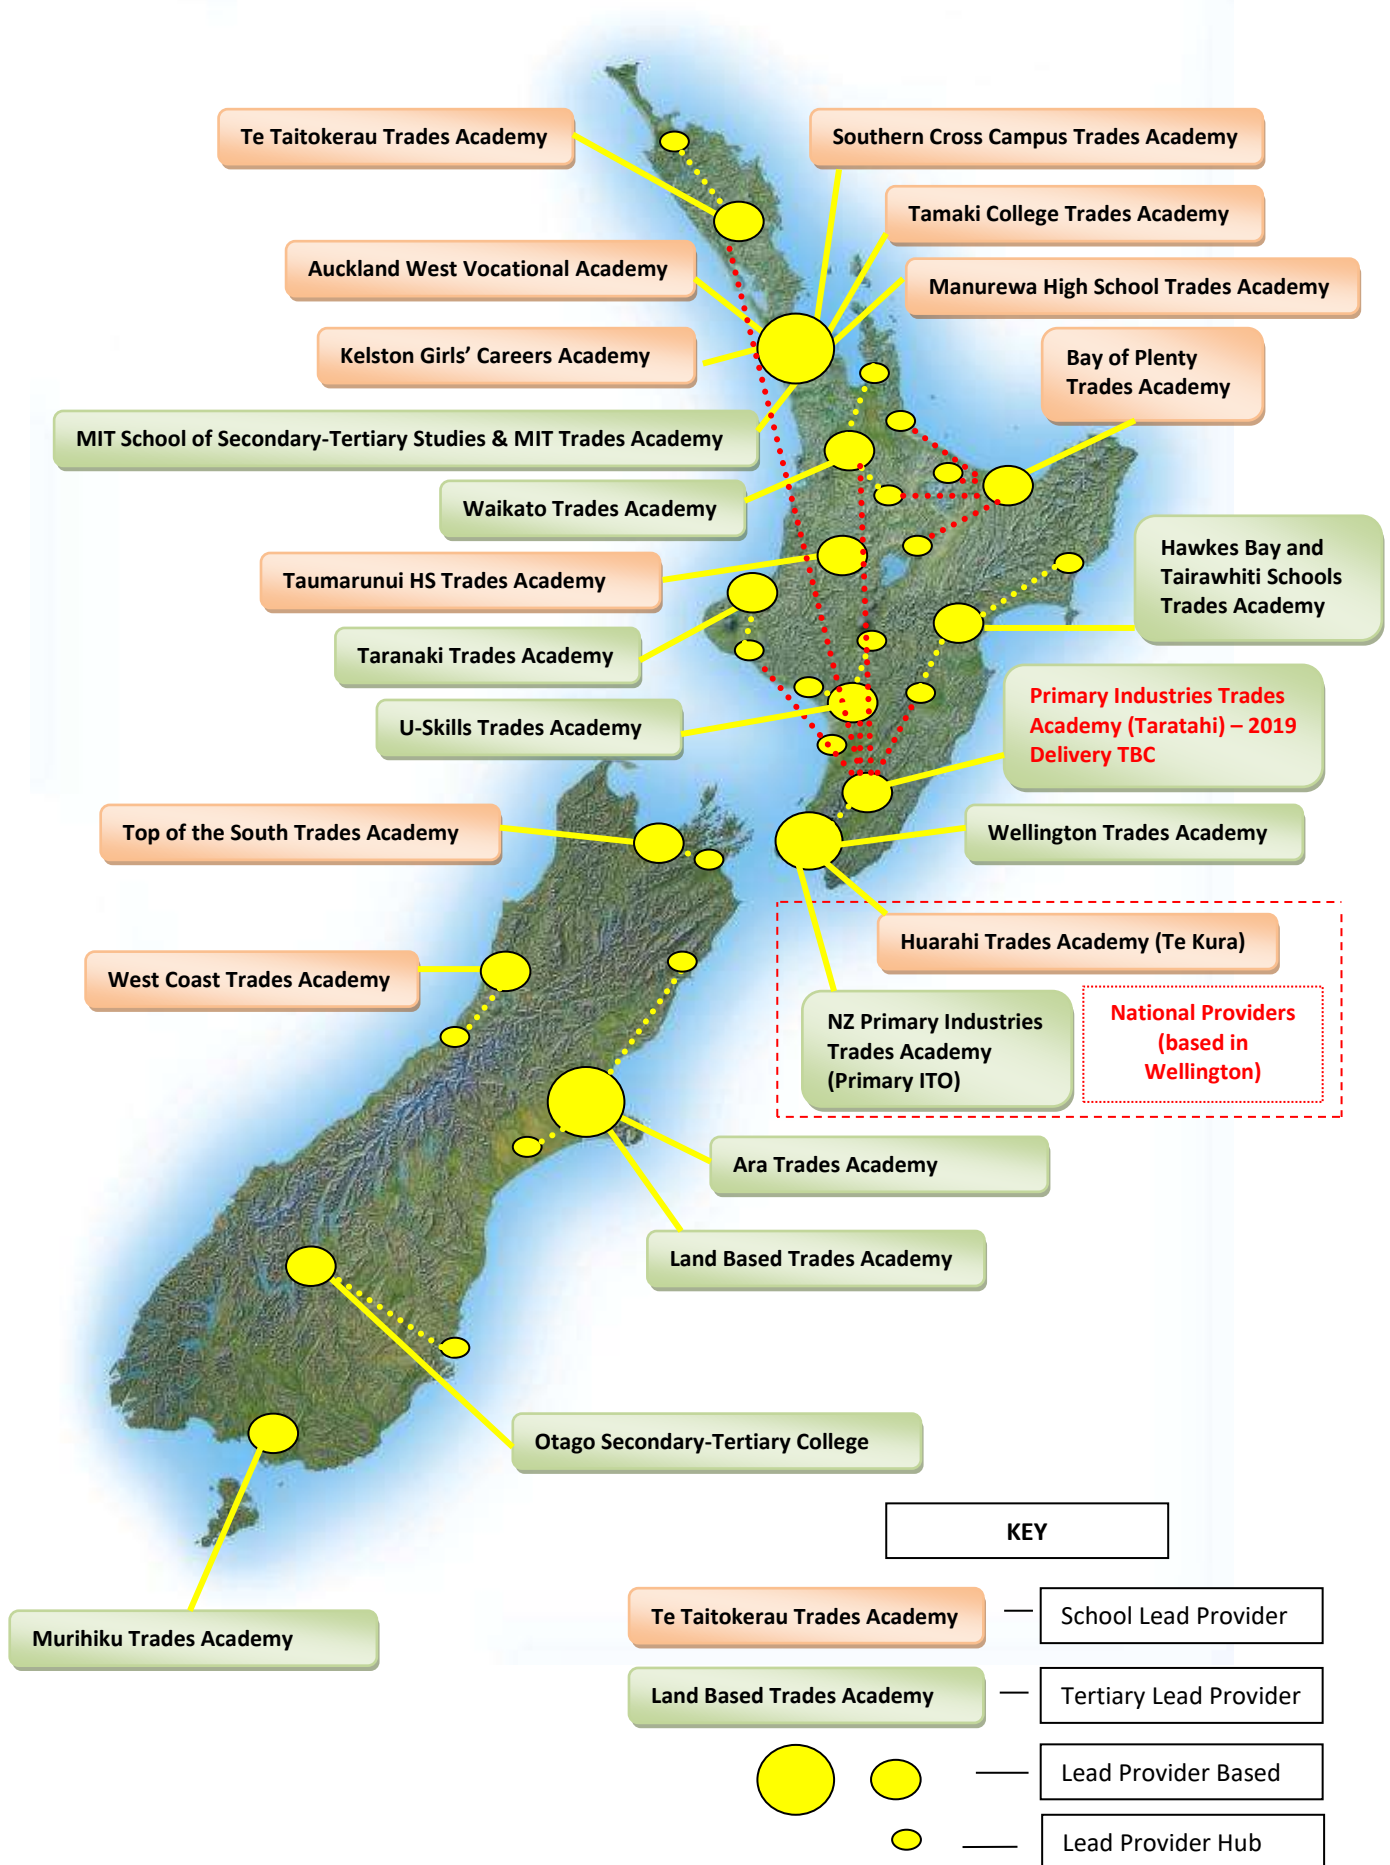 Te Taitokerau Trades Academy
Southern Cross Campus Trades Academy
Tamaki College Trades Academy
Auckland West Vocational Academy
Manurewa High School Trades Academy
Kelston Girls’ Careers Academy
Bay of Plenty
Trades Academy
MIT School of Secondary-Tertiary Studies & MIT Trades Academy
Waikato Trades Academy
Hawkes Bay and
Tairawhiti Schools
Trades Academy
Taumarunui HS Trades Academy
Taranaki Trades Academy
Primary Industries Trades
Academy (Taratahi) – 2019
Delivery TBC
U-Skills Trades Academy
Top of the South Trades Academy
Wellington Trades Academy
Huarahi Trades Academy (Te Kura)
West Coast Trades Academy
NZ Primary Industries
Trades Academy
(Primary ITO)
National Providers
(based in
Wellington)
Ara Trades Academy
Land Based Trades Academy
Otago Secondary-Tertiary College
Murihiku Trades Academy
KEY
Te Taitokerau Trades Academy
School Lead Provider
Land Based Trades Academy
Tertiary Lead Provider
Lead Provider Based
Lead Provider Hub